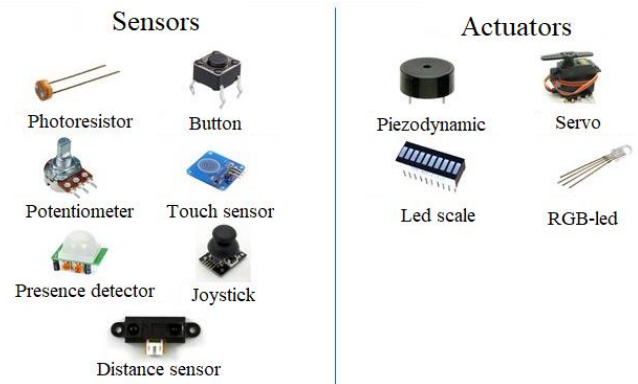 Sensors
Photoresistor
Button
Potentiometer
Touch sensor
Presence detector
Joystick
Distance sensor
Actuators
Piezodynamic
Servo
Led scale
RGB-led